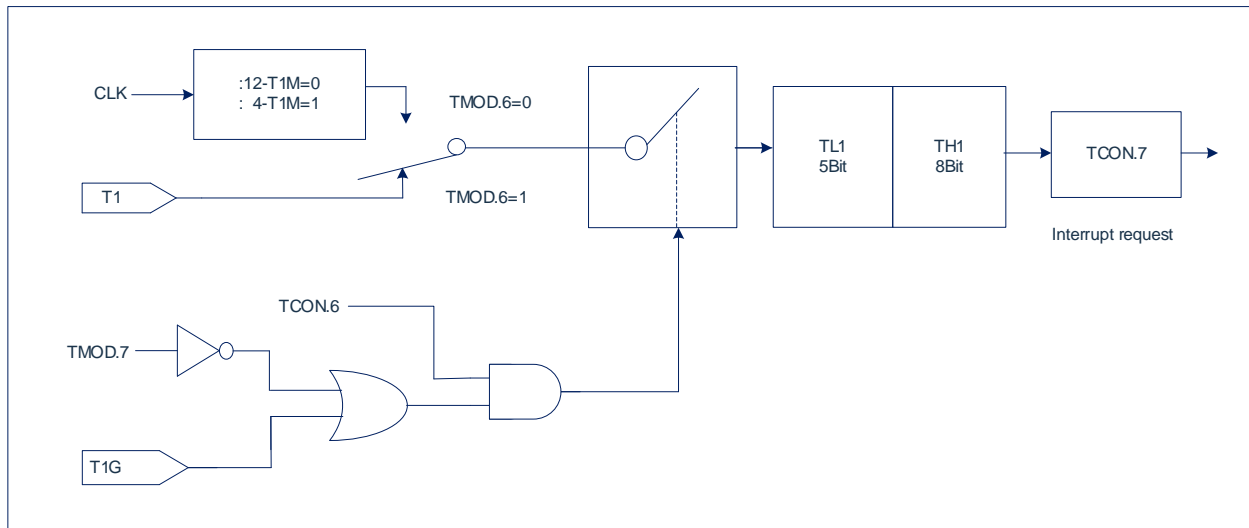 :12-T1M=0
: 4-T1M=1
CLK
TMOD.6=0
T1
TMOD.6=1
TL1
5Bit
TH1
8Bit
TCON.7
Interrupt request
TCON.6
TMOD.7
T1G